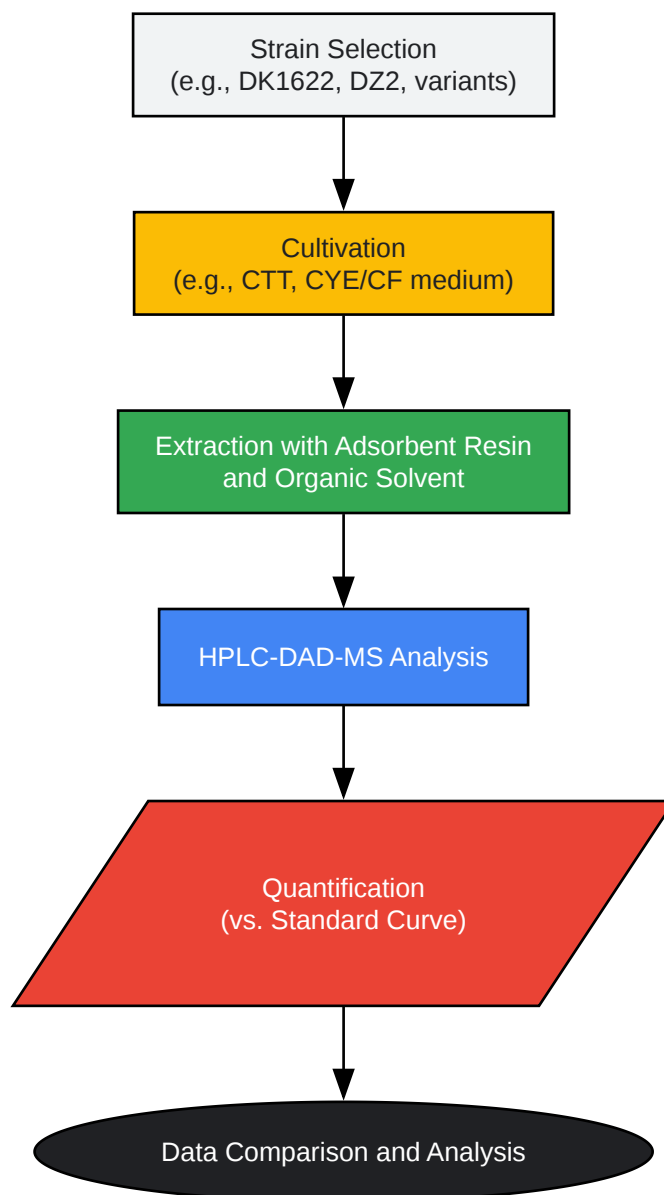 Strain Selection
(e.g., DK1622, DZ2, variants)
Cultivation
(e.g., CTT, CYE/CF medium)
Extraction with Adsorbent Resin
and Organic Solvent
HPLC-DAD-MS Analysis
Quantification
(vs. Standard Curve)
Data Comparison and Analysis